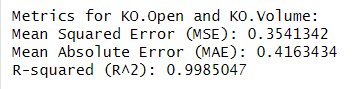 Metrics for KO.Open and KO.Volume:
Mean Squared Error (MSE): 0.3541342
Mean Absolute Error (MAE): 0.4163434
R-squared (R^2): 0.9985047